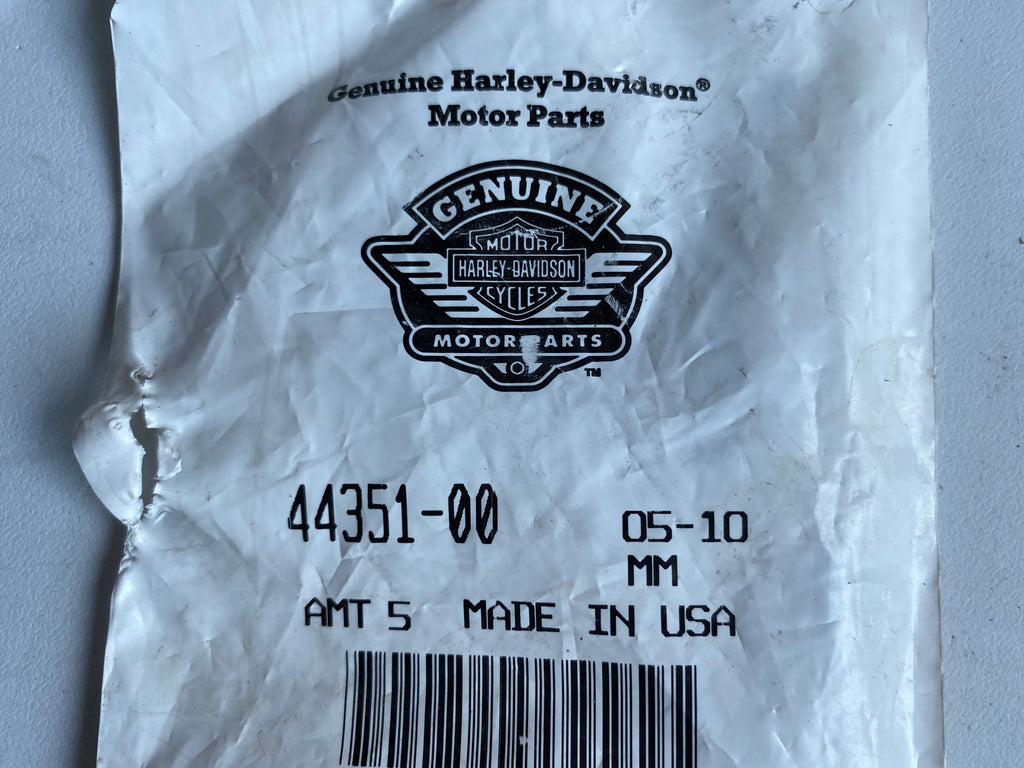 Genuine Harley-Davidson®
Motor Parts
GENUINE
MOTOR
HARLEY-DAVIDSON
CYCLES
MOTOR PARTS
™
44351-00
05-10
MM
AMT 5 MADE IN USA